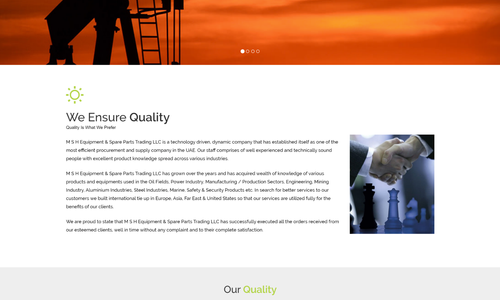 We Ensure Quality
Quality Is What We Prefer
M S H Equipment & Spare Parts Trading LLC is a technology driven, dynamic company that has established itself as one of the
most efficient procurement and supply company in the UAE. Our staff comprises of well experienced and technically sound
people with excellent product knowledge spread across various industries.
M S H Equipment & Spare Parts Trading LLC has grown over the years and has acquired wealth of knowledge of various
products and equipments used in the Oil Fields, Power Industry, Manufacturing / Production Sectors, Engineering, Mining
industry, Aluminium Industries, Steel Industries, Marine, Safety & Security Products etc. In search for better services to our
customers we built international tie up in Europe, Asia, Far East & United States so that our services are utilized fully for the
benefits of our clients.
We are proud to state that M S H Equipment & Spare Parts Trading LLC has successfully executed all the orders received from
our esteemed clients, well in time without any complaint and to their complete satisfaction.
Our Quality